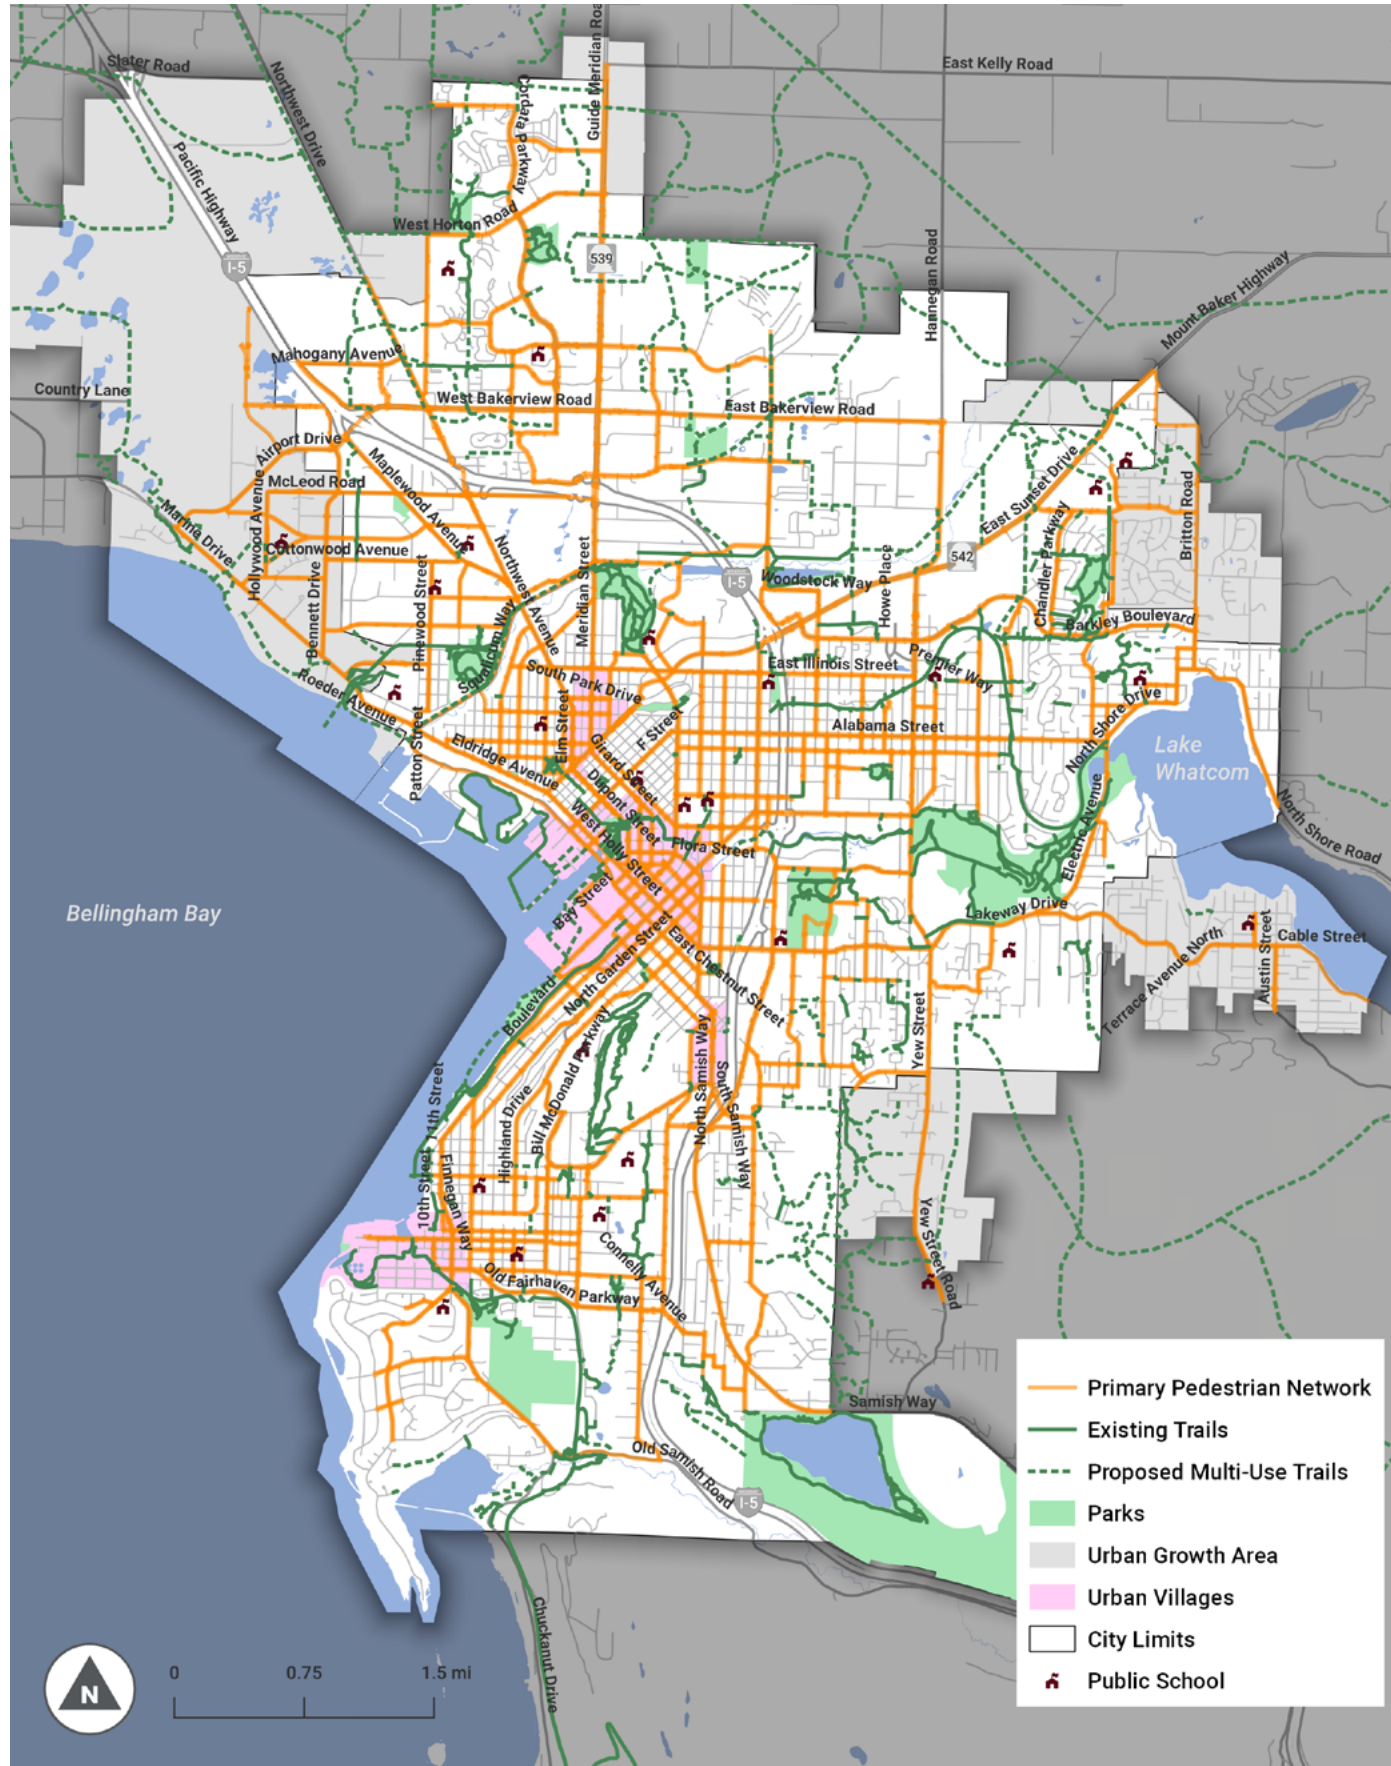 Slater Road
Northwest Drive
Cordata Parkway
Guide Meridian Roa
East Kelly Road
Pacific Highway
West Horton Road
I-5
539
Hannegan Road
Mount Baker Highway
Mahogany Avenue
Country Lane
West Bakerview Road
East Bakerview Road
Airport Drive
McLeod Road
Maplewood Avenue
East Sunset Drive
Britton Road
Marina Drive
Hollywood Avenue
Cottonwood Avenue
Northwest Avenue
Meridian Street
I-5
Woodstock Way
Howe Place
542
Chandler Parkway
Bennett Drive
Pinewood Street
Squalicum Way
Barkley Boulevard
South Park Drive
East Illinois Street
Premier Way
Roeder Avenue
Patton Street
Elm Street
F Street
Alabama Street
North Shore Drive
Eldridge Avenue
Girard Street
Dupont Street
Lake
Whatcom
West Holly Street
Flora Street
Electric Avenue
North Shore Road
Bellingham Bay
Bay Street
Lakeway Drive
North Garden Street
East Chestnut Street
Terrace Avenue North
Austin Street
Cable Street
Boulevard
Yew Street
11th Street
Highland Drive
Bill McDonald Parkway
North Samish Way
South Samish Way
10th Street
Finnegan Way
Connelly Avenue
Yew Street Road
Old Fairhaven Parkway
Samish Way
Old Samish Road
I-5
Chuckanut Drive
Primary Pedestrian Network
Existing Trails
Proposed Multi-Use Trails
Parks
Urban Growth Area
Urban Villages
City Limits
Public School
N
0 0.75 1.5 mi